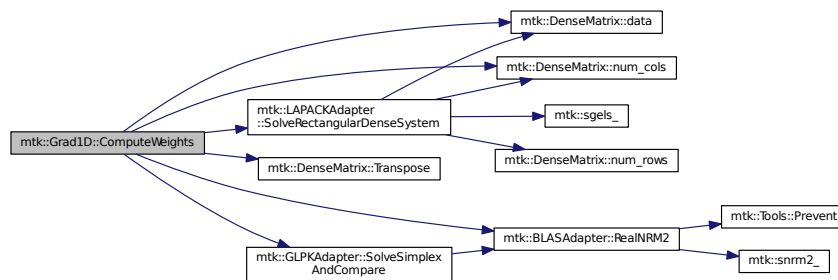 mtk::DenseMatrix::data
mtk::DenseMatrix::num_cols
mtk::LAPACKAdapter
::SolveRectangularDenseSystem
mtk::sgels_
mtk::Grad1D::ComputeWeights
mtk::DenseMatrix::Transpose
mtk::DenseMatrix::num_rows
mtk::Tools::Prevent
mtk::BLASAdapter::RealNRM2
mtk::snrm2_
mtk::GLPKAdapter::SolveSimplex
AndCompare